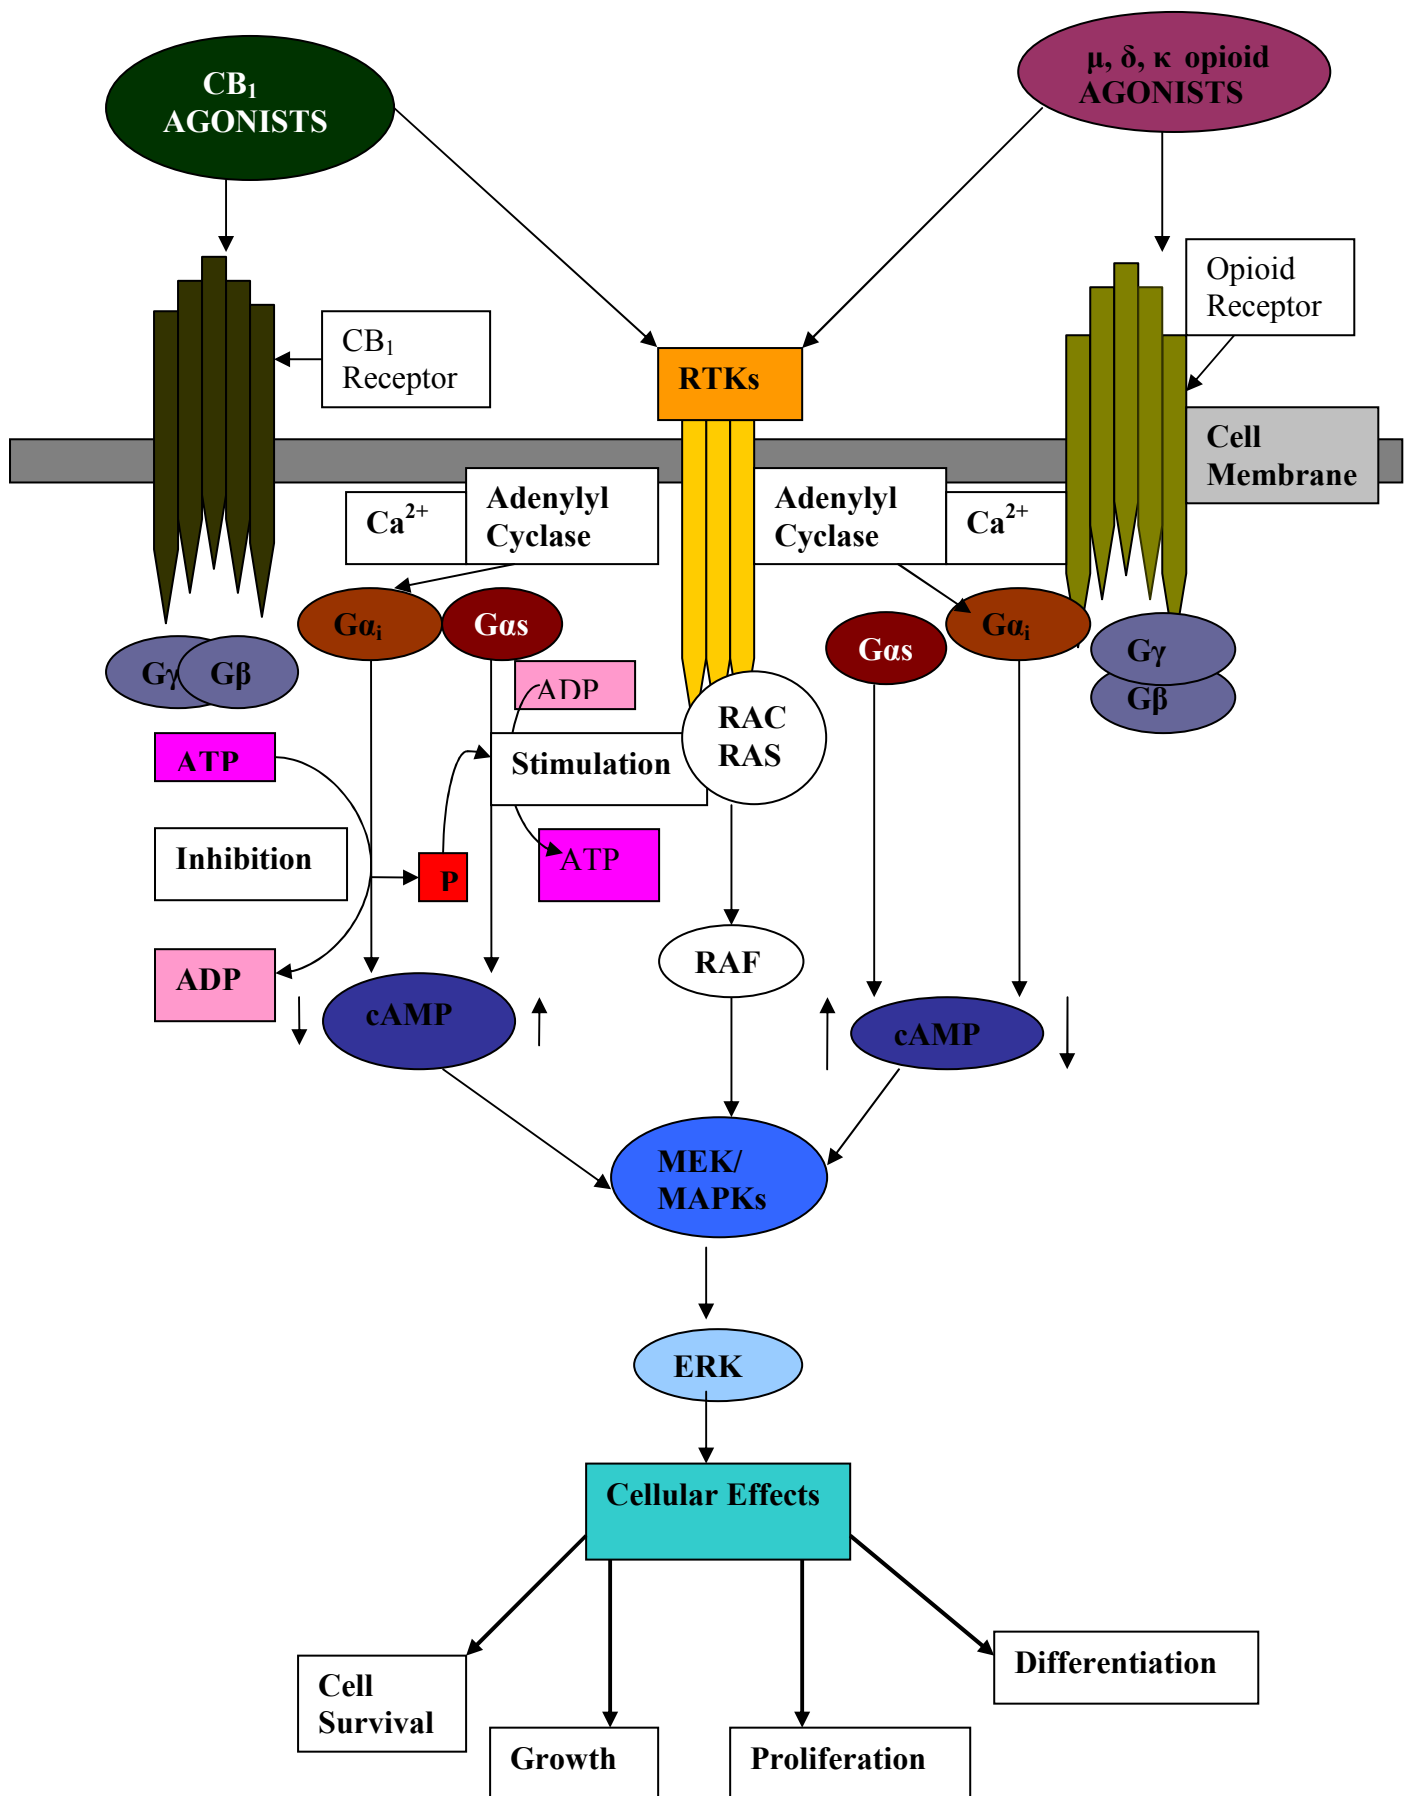 CB₁
AGONISTS
μ, δ, κ opioid
AGONISTS
Opioid
Receptor
CB₁
Receptor
RTKs
Cell
Membrane
Ca²⁺
Adenylyl
Cyclase
Adenylyl
Cyclase
Ca²⁺
Gαᵢ
Gαs
Gαs
Gαᵢ
Gγ
Gβ
Gγ
Gβ
ADP
RAC
RAS
ATP
Stimulation
Inhibition
P
ATP
RAF
ADP
cAMP
cAMP
MEK/
MAPKs
ERK
Cellular Effects
Cell
Survival
Differentiation
Growth
Proliferation